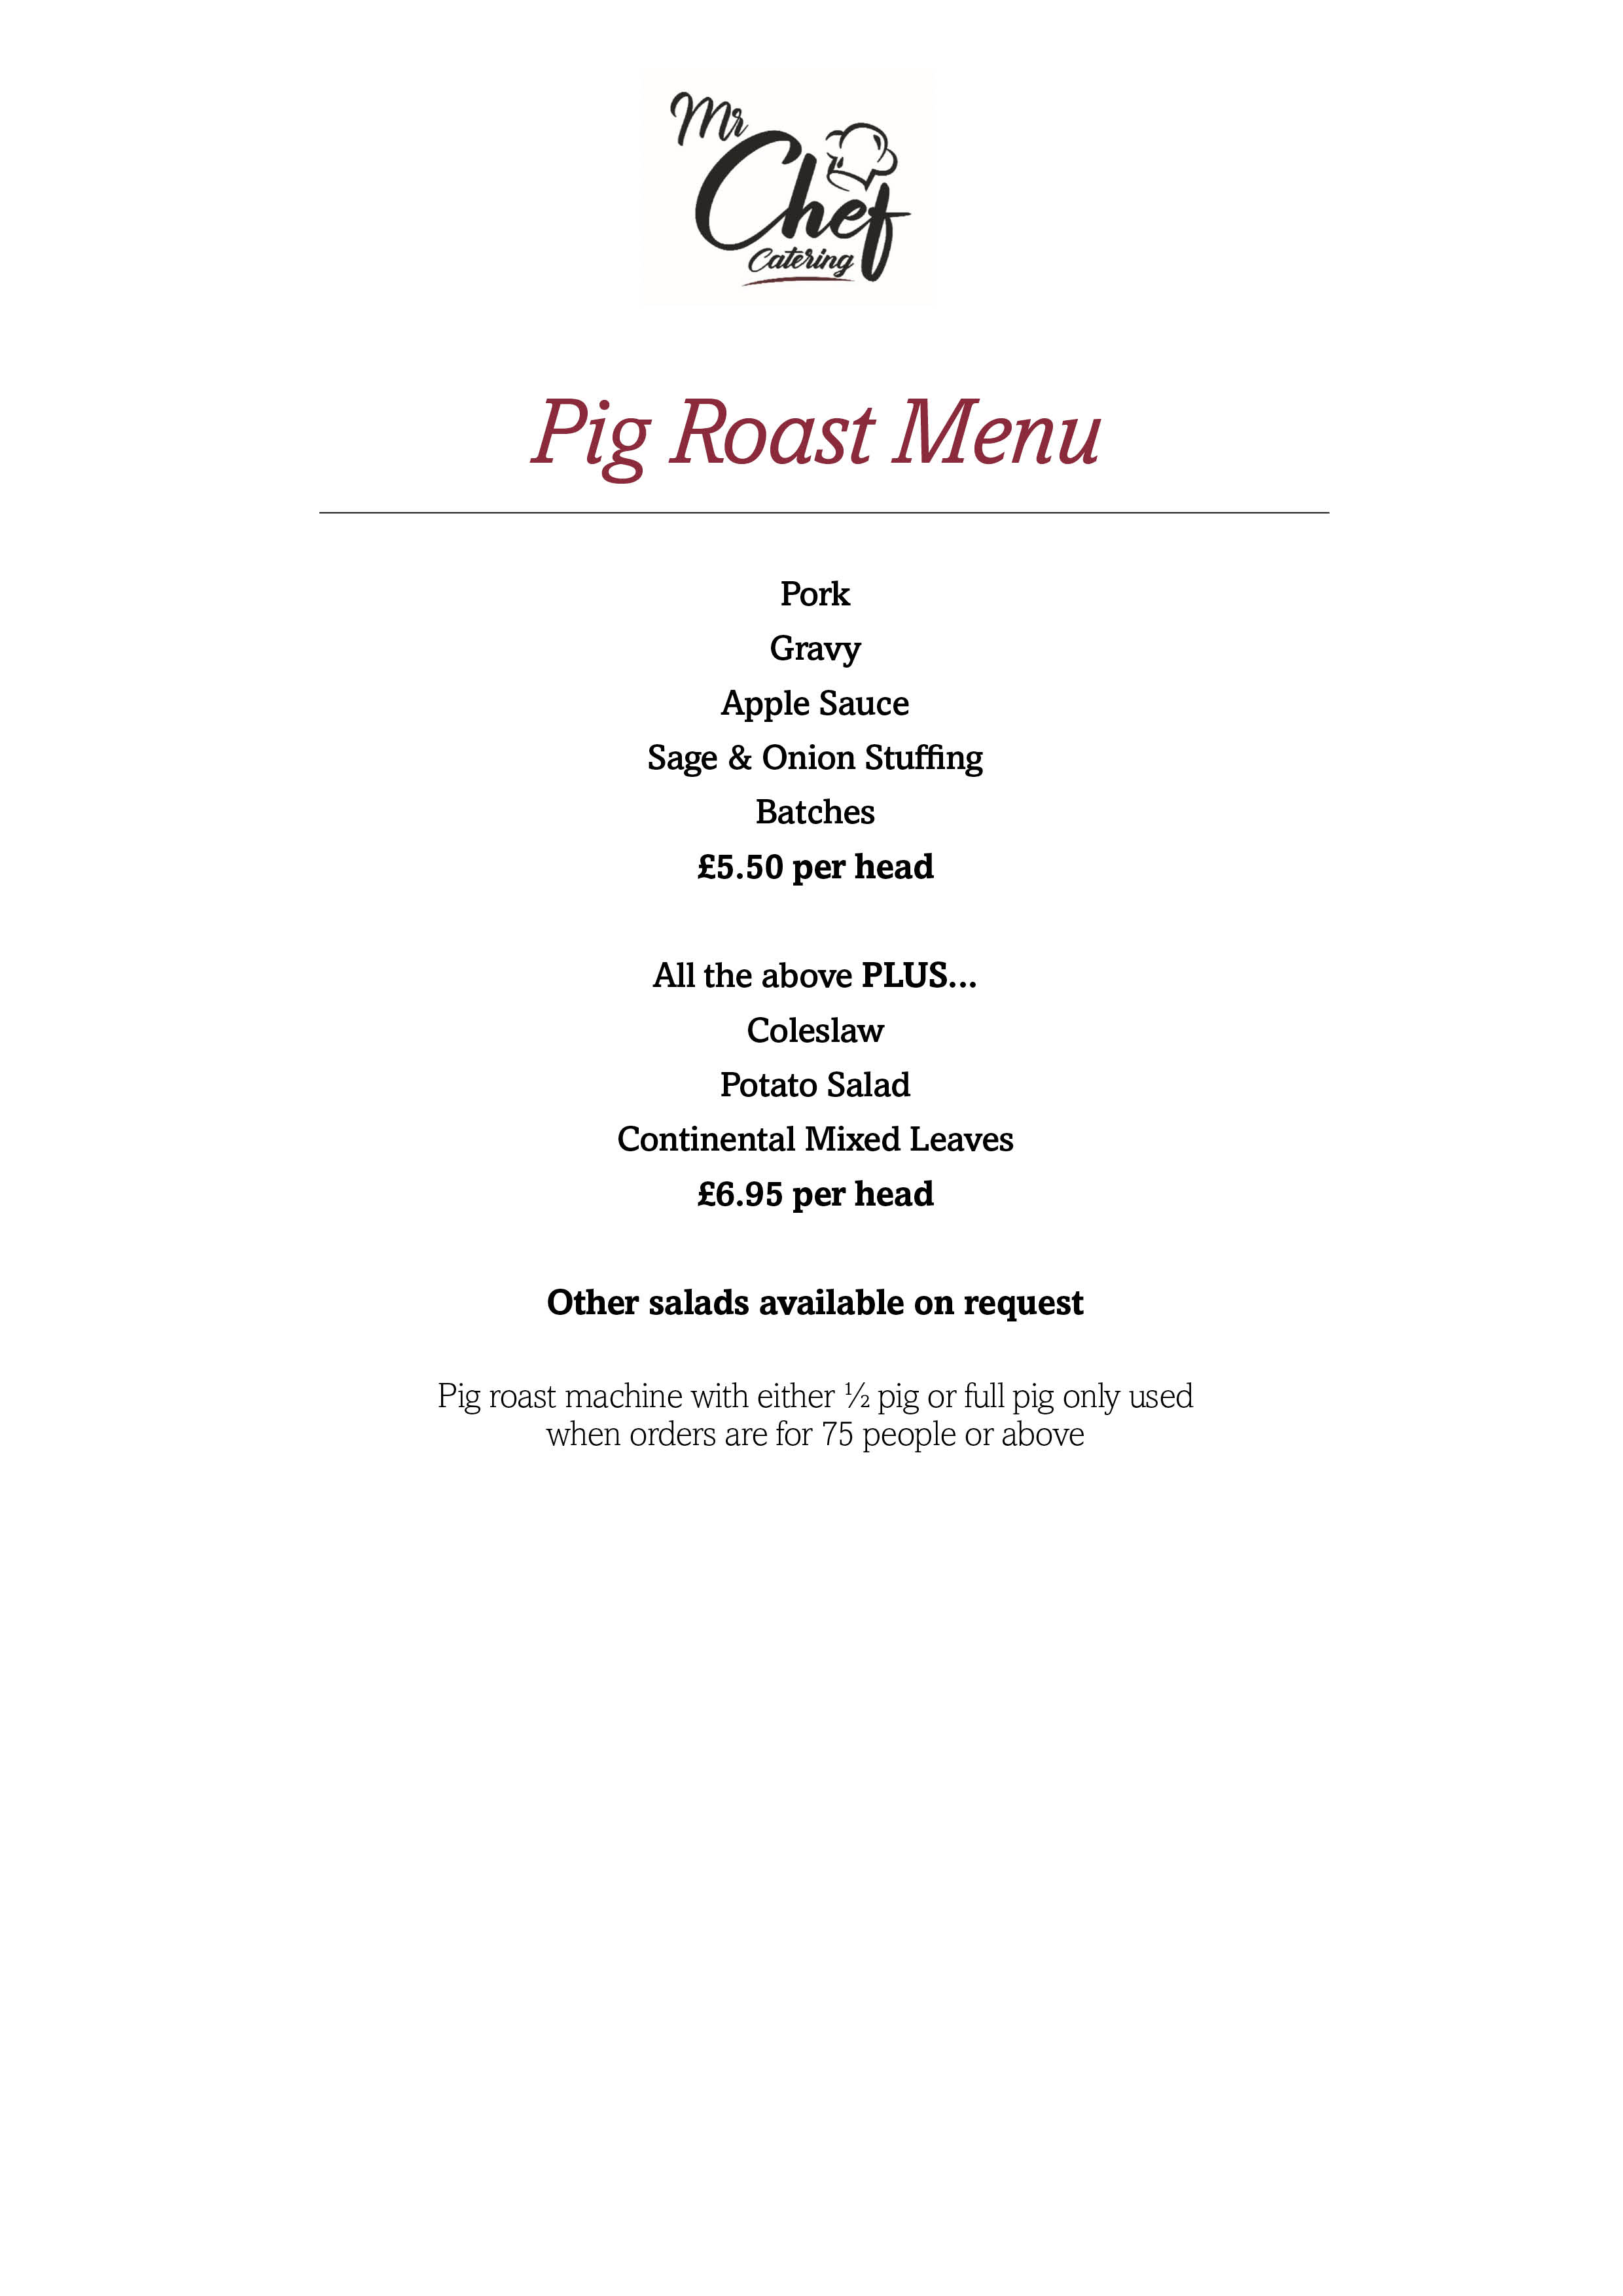 Mr
Chef
Catering
Pig Roast Menu
Pork
Gravy
Apple Sauce
Sage & Onion Stuffing
Batches
£5.50 per head
All the above PLUS...
Coleslaw
Potato Salad
Continental Mixed Leaves
£6.95 per head
Other salads available on request
Pig roast machine with either ½ pig or full pig only used
when orders are for 75 people or above